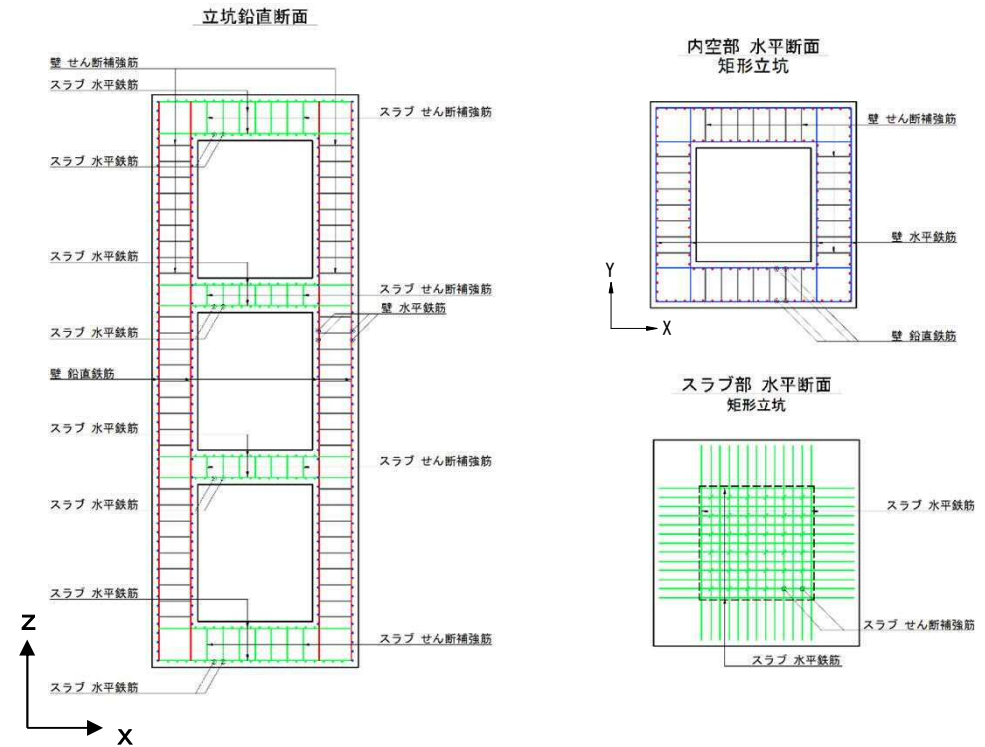 立坑鉛直断面
壁 せん断補強筋
スラブ 水平鉄筋
スラブ せん断補強筋
スラブ 水平鉄筋
スラブ 水平鉄筋
スラブ せん断補強筋
壁 水平鉄筋
スラブ 水平鉄筋
壁 鉛直鉄筋
スラブ 水平鉄筋
スラブ せん断補強筋
スラブ 水平鉄筋
スラブ 水平鉄筋
スラブ せん断補強筋
スラブ 水平鉄筋
Z
X
内空部 水平断面
矩形立坑
壁 せん断補強筋
壁 水平鉄筋
壁 鉛直鉄筋
Y
X
スラブ部 水平断面
矩形立坑
スラブ 水平鉄筋
スラブ せん断補強筋
スラブ 水平鉄筋